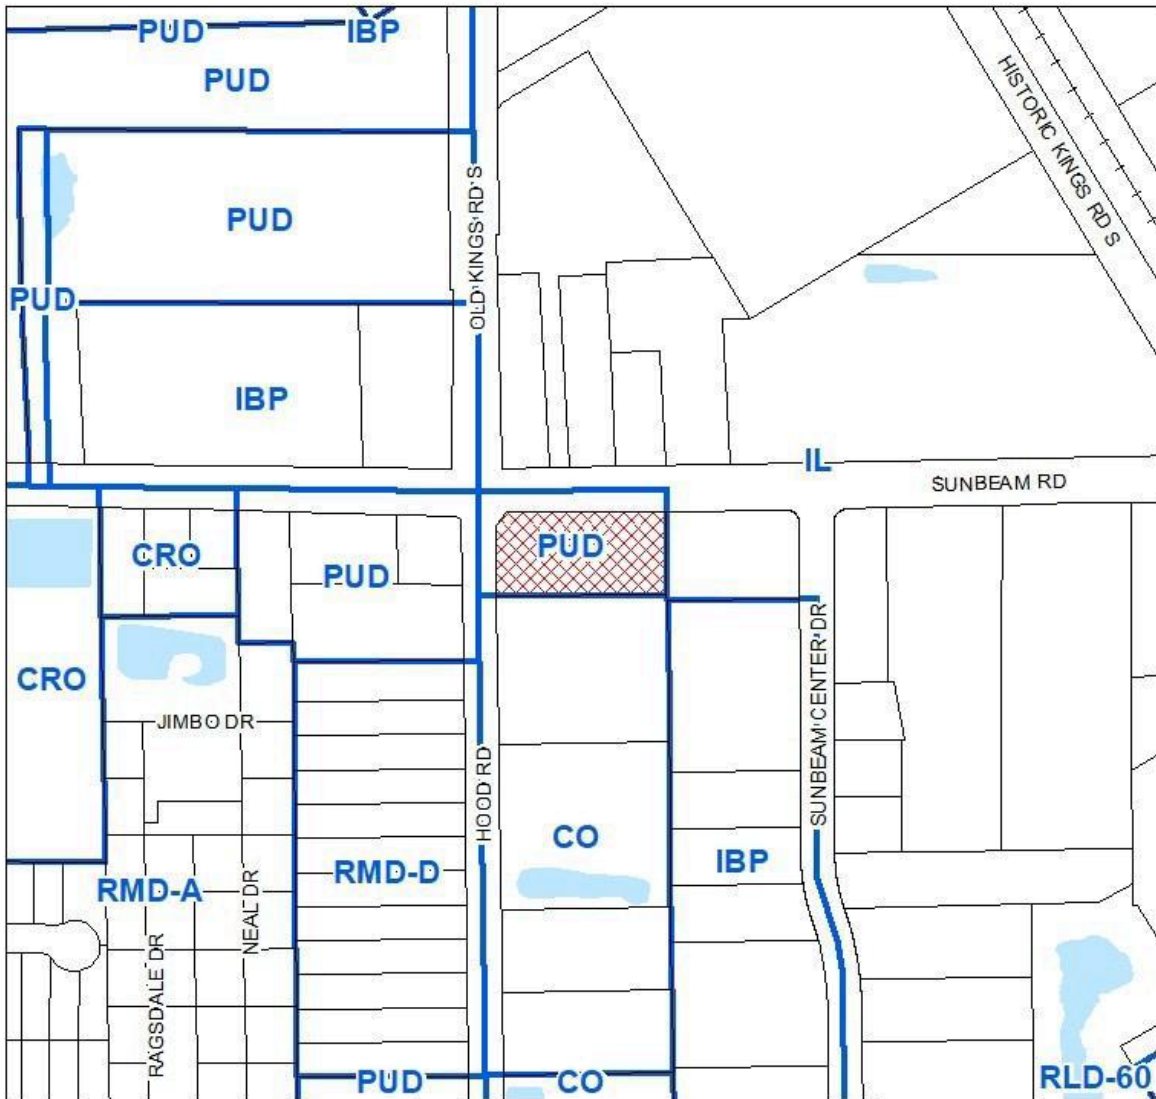 PUD
IBP
PUD
HISTORIC KINGS RD S
OLD KINGS RD S
PUD
PUD
IBP
IL
SUNBEAM RD
CRO
PUD
PUD
CRO
SUNBEAM CENTER DR
JIMBO DR
HOOD RD
CO
IBP
RMD-D
RMD-A
NEAL DR
RAGSDALE DR
PUD
CO
RLD-60